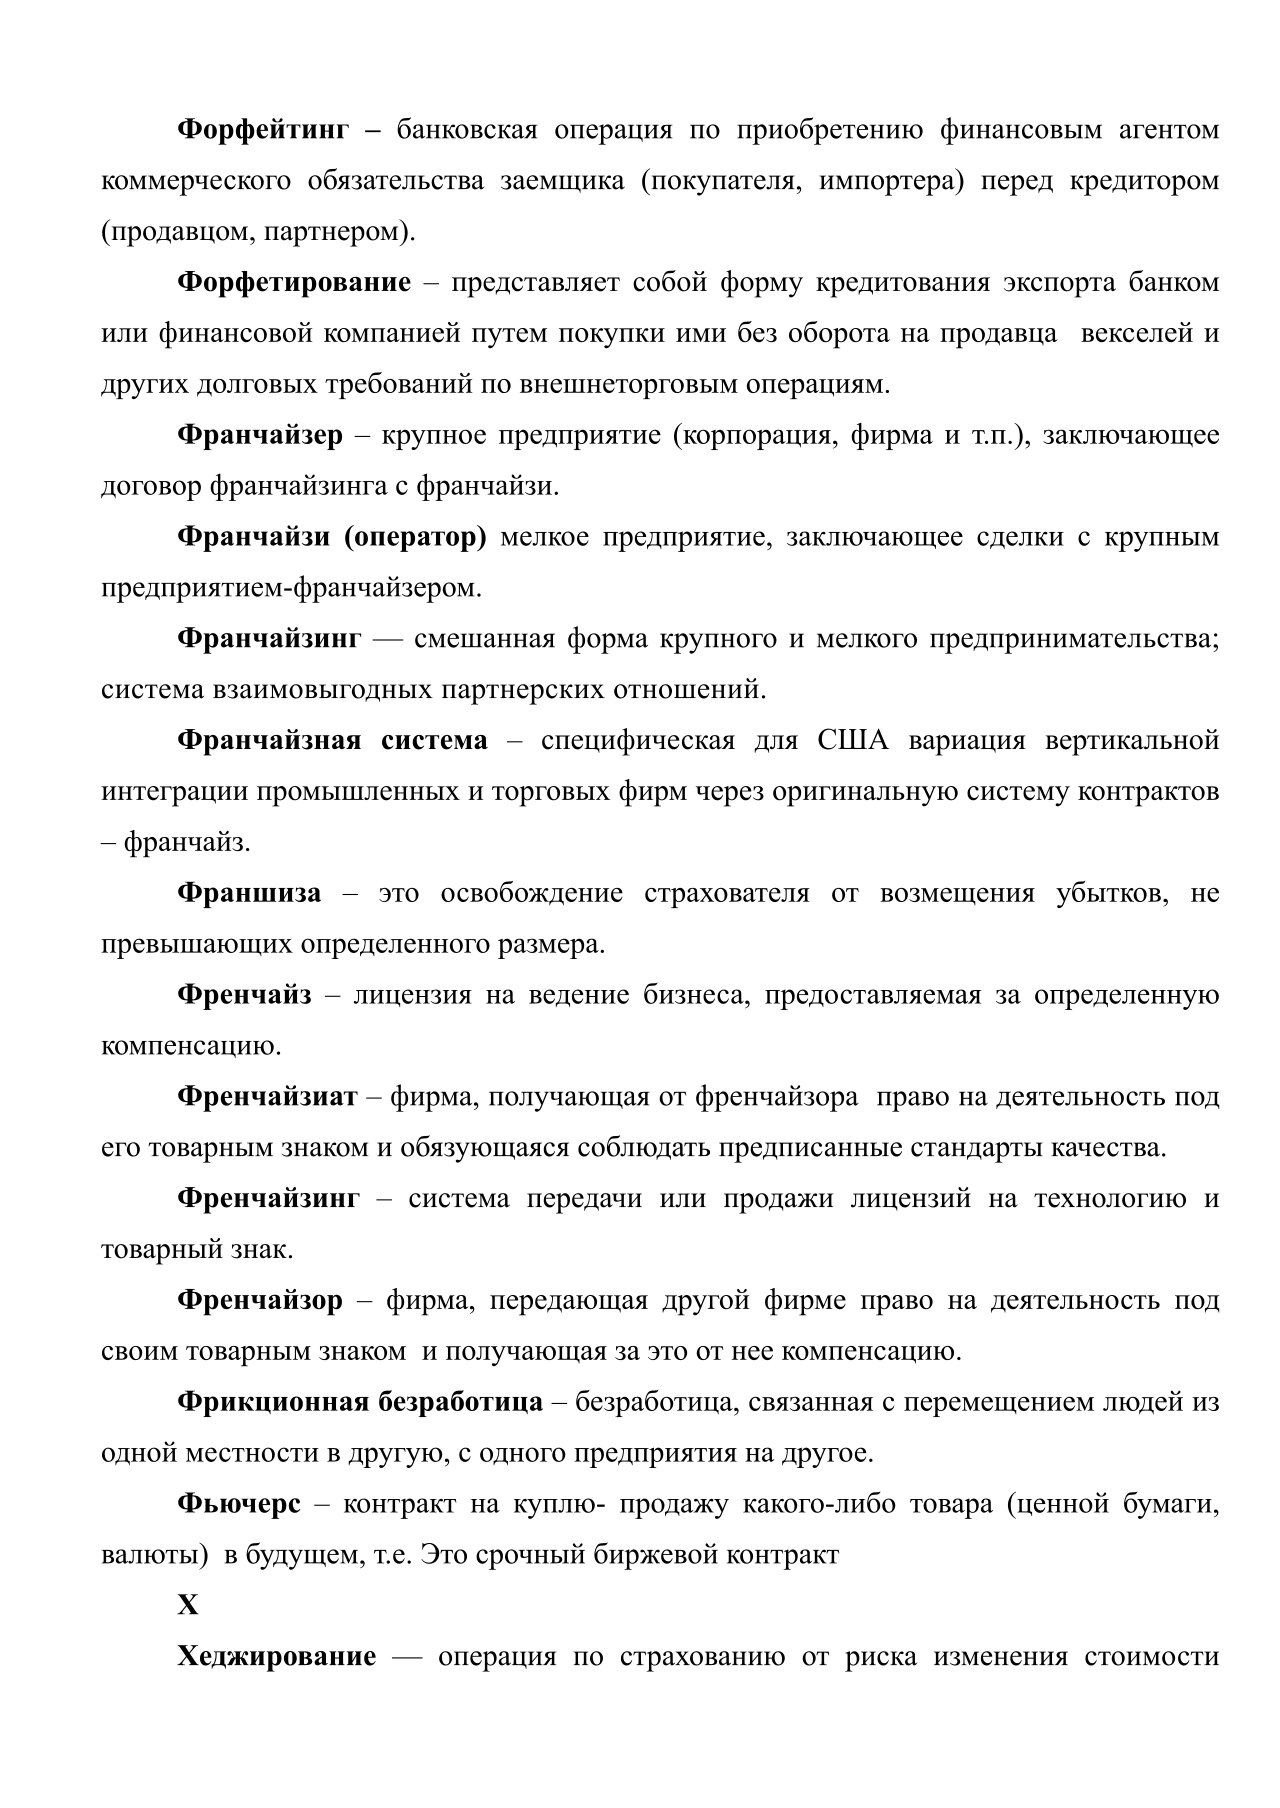 Форфейтинг – банковская операция по приобретению финансовым агентом
коммерческого обязательства заемщика (покупателя, импортера) перед кредитором
(продавцом, партнером).
Форфетирование – представляет собой форму кредитования экспорта банком
или финансовой компанией путем покупки ими без оборота на продавца  векселей и
других долговых требований по внешнеторговым операциям.
Франчайзер – крупное предприятие (корпорация, фирма и т.п.), заключающее
договор франчайзинга с франчайзи.
Франчайзи (оператор) мелкое предприятие, заключающее сделки с крупным
предприятием-франчайзером.
Франчайзинг — смешанная форма крупного и мелкого предпринимательства;
система взаимовыгодных партнерских отношений.
Франчайзная система – специфическая для США вариация вертикальной
интеграции промышленных и торговых фирм через оригинальную систему контрактов
– франчайз.
Франшиза – это освобождение страхователя от возмещения убытков, не
превышающих определенного размера.
Френчайз – лицензия на ведение бизнеса, предоставляемая за определенную
компенсацию.
Френчайзиат – фирма, получающая от френчайзора  право на деятельность под
его товарным знаком и обязующаяся соблюдать предписанные стандарты качества.
Френчайзинг – система передачи или продажи лицензий на технологию и
товарный знак.
Френчайзор – фирма, передающая другой фирме право на деятельность под
своим товарным знаком  и получающая за это от нее компенсацию.
Фрикционная безработица – безработица, связанная с перемещением людей из
одной местности в другую, с одного предприятия на другое.
Фьючерс – контракт на куплю- продажу какого-либо товара (ценной бумаги,
валюты)  в будущем, т.е. Это срочный биржевой контракт
Х
Хеджирование — операция по страхованию от риска изменения стоимости